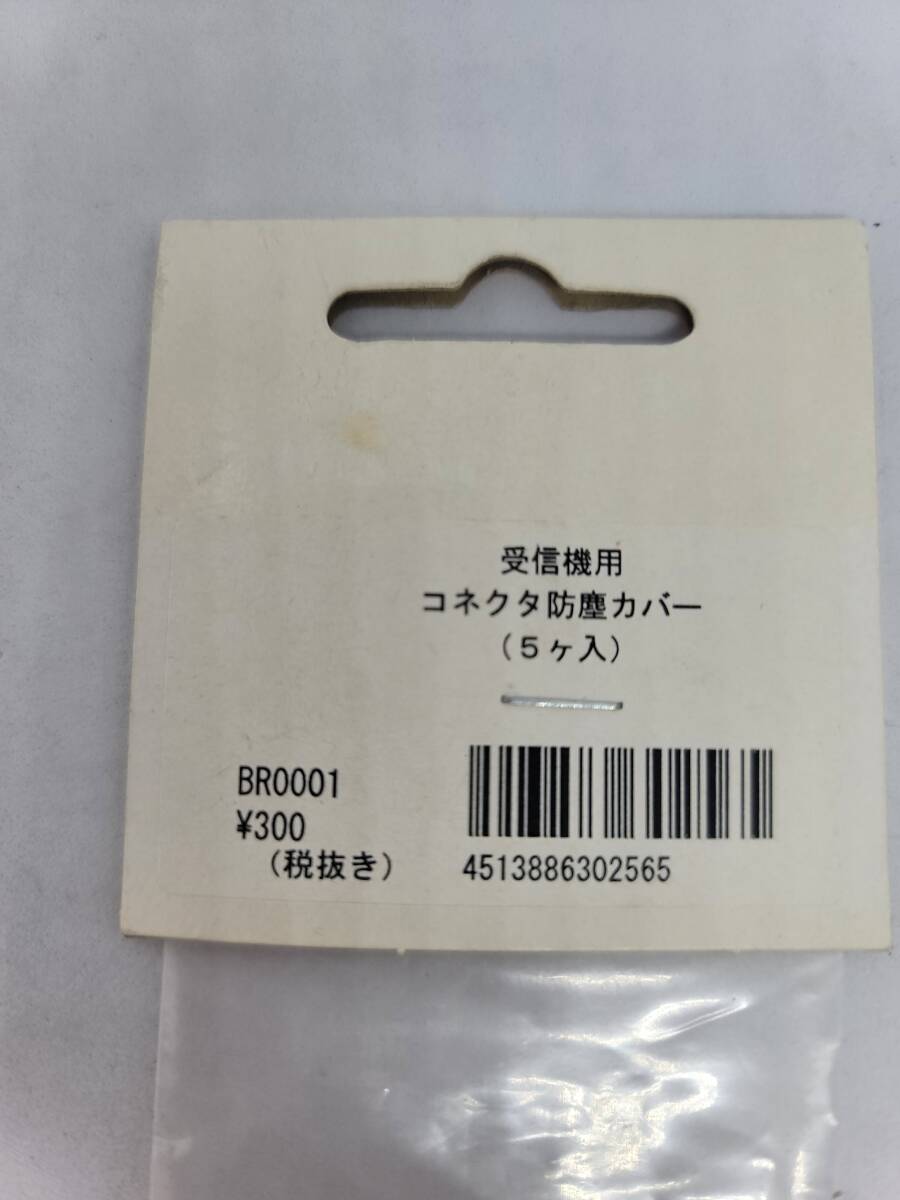 受信機用
コネクタ防塵カバー
（５ヶ入）
BR0001
¥300
（税抜き）
4513886302565